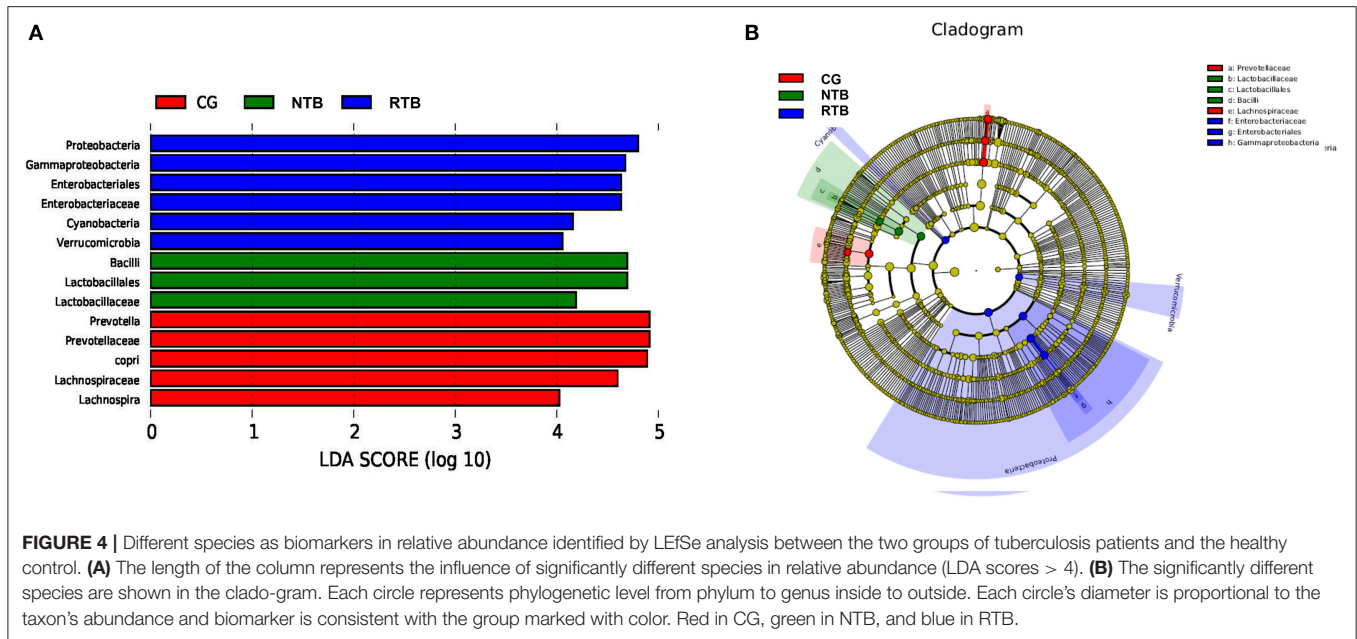 A
CG NTB RTB
Proteobacteria
Gammaproteobacteria
Enterobacteriales
Enterobacteriaceae
Cyanobacteria
Verrucomicrobia
Bacilli
Lactobacillales
Lactobacillaceae
Prevotella
Prevotellaceae
copri
Lachnospiraceae
Lachnospira
0 1 2 3 4 5
LDA SCORE (log 10)
B
Cladogram
CG
NTB
RTB
a: Prevotellaceae
b: Lactobacillaceae
c: Lactobacillales
d: Bacilli
e: Lachnospiraceae
f: Enterobacteriaceae
g: Enterobacteriales
h: Gammaproteobacteria
Cyanob
d
c
b
e
a
Verrucomicrobia
f
g
h
Proteobacteria
FIGURE 4 | Different species as biomarkers in relative abundance identified by LEfSe analysis between the two groups of tuberculosis patients and the healthy
control. (A) The length of the column represents the influence of significantly different species in relative abundance (LDA scores > 4). (B) The significantly different
species are shown in the clado-gram. Each circle represents phylogenetic level from phylum to genus inside to outside. Each circle's diameter is proportional to the
taxon's abundance and biomarker is consistent with the group marked with color. Red in CG, green in NTB, and blue in RTB.